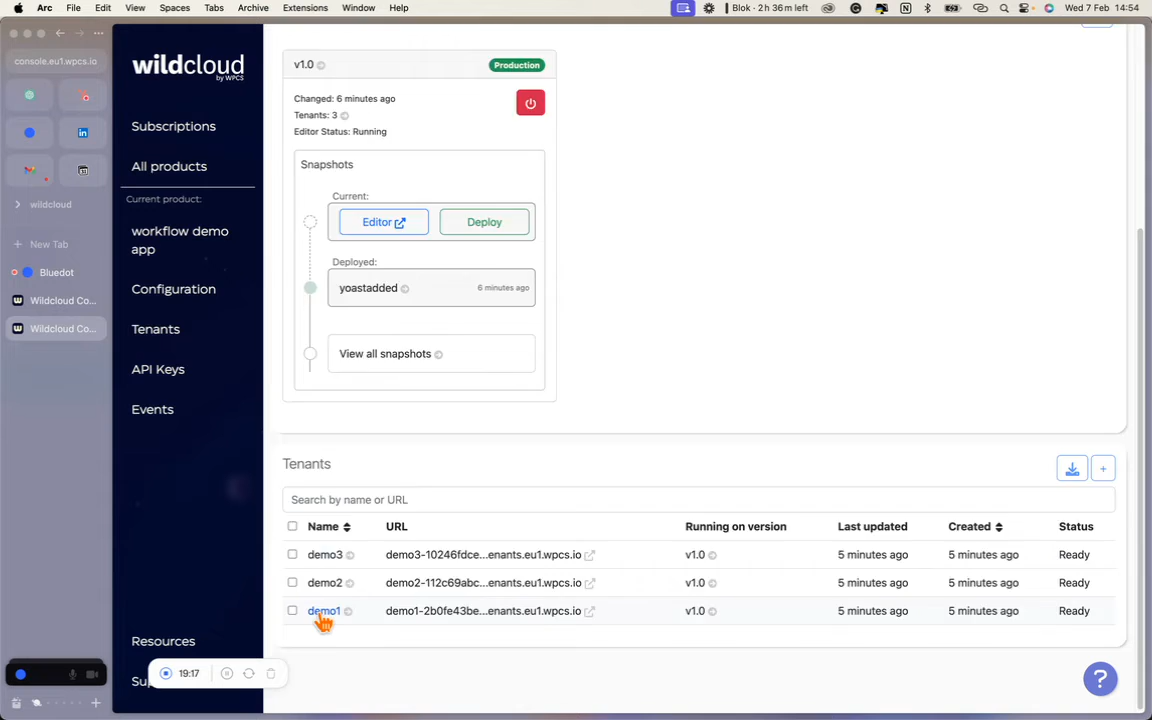 Arc File Edit View Spaces Tabs Archive Extensions Window Help
Blok · 2 h 36 m left
Wed 7 Feb 14:54
console.eu1.wpcs.io
wildcloud
New Tab
Bluedot
Wildcloud Co...
Wildcloud Co...
wildcloud
by WPCS
Subscriptions
All products
Current product:
workflow demo
app
Configuration
Tenants
API Keys
Events
Resources
Su
19:17
v1.0
Production
Changed: 6 minutes ago
Tenants: 3
Editor Status: Running
Snapshots
Current:
Editor
Deploy
Deployed:
yoastadded
6 minutes ago
View all snapshots
Tenants
+
Search by name or URL
Name URL Running on version Last updated Created Status
demo3 demo3-10246fdce...enants.eu1.wpcs.io v1.0 5 minutes ago 5 minutes ago Ready
demo2 demo2-112c69abc...enants.eu1.wpcs.io v1.0 5 minutes ago 5 minutes ago Ready
demo1 demo1-2b0fe43be...enants.eu1.wpcs.io v1.0 5 minutes ago 5 minutes ago Ready
?